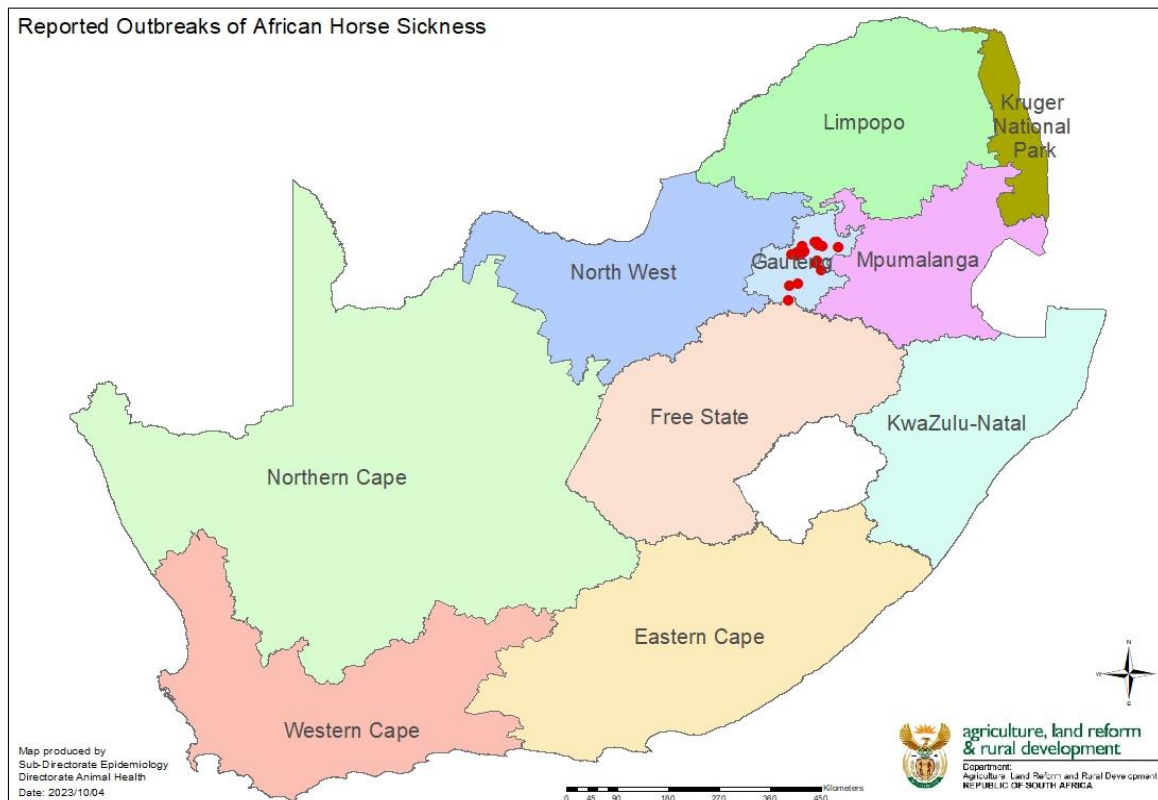 Reported Outbreaks of African Horse Sickness
Limpopo
Kruger
National
Park
North West
Gauteng
Mpumalanga
Free State
KwaZulu-Natal
Northern Cape
Eastern Cape
Western Cape
N
W
S
Map produced by
Sub-Directorate Epidemiology
Directorate Animal Health
Date: 2023/10/04
Kilometers
0 45 90 180 270 360 450
agriculture, land reform
& rural development
Department:
Agriculture, Land Reform and Rural Development
REPUBLIC OF SOUTH AFRICA